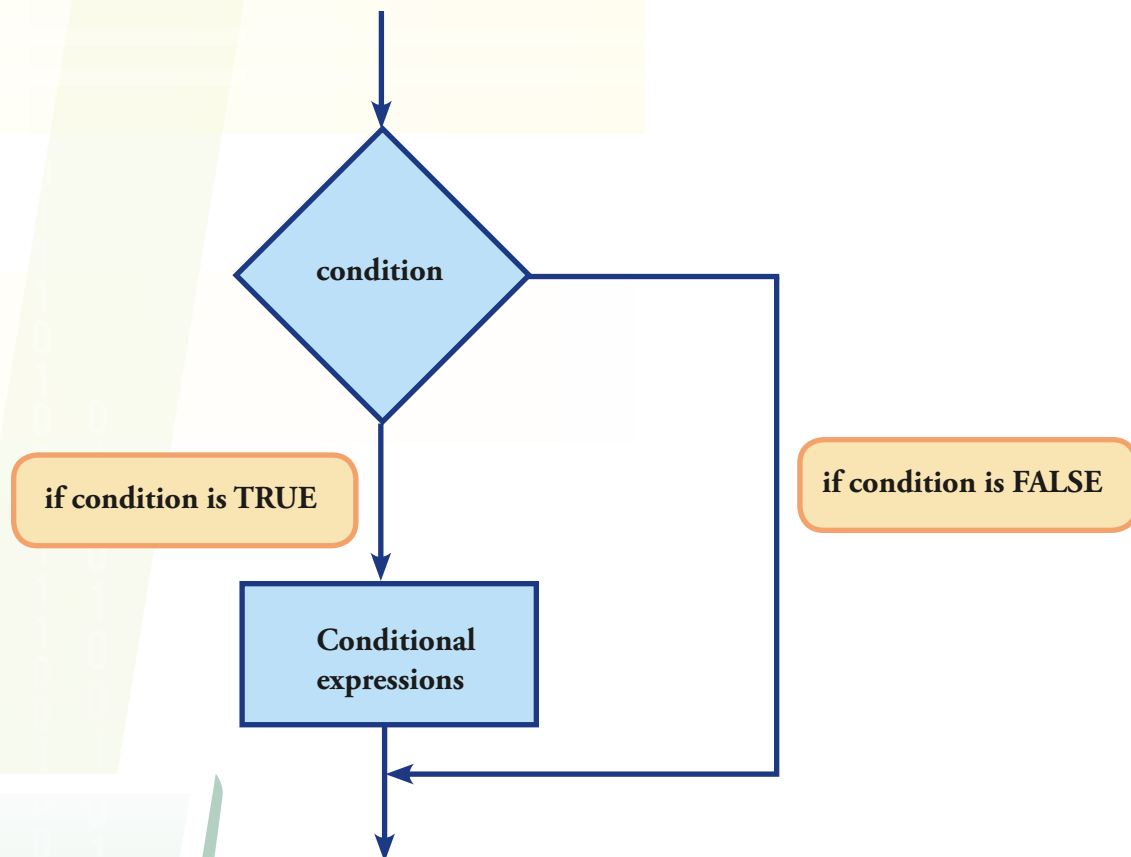 condition
if condition is TRUE
if condition is FALSE
Conditional
expressions